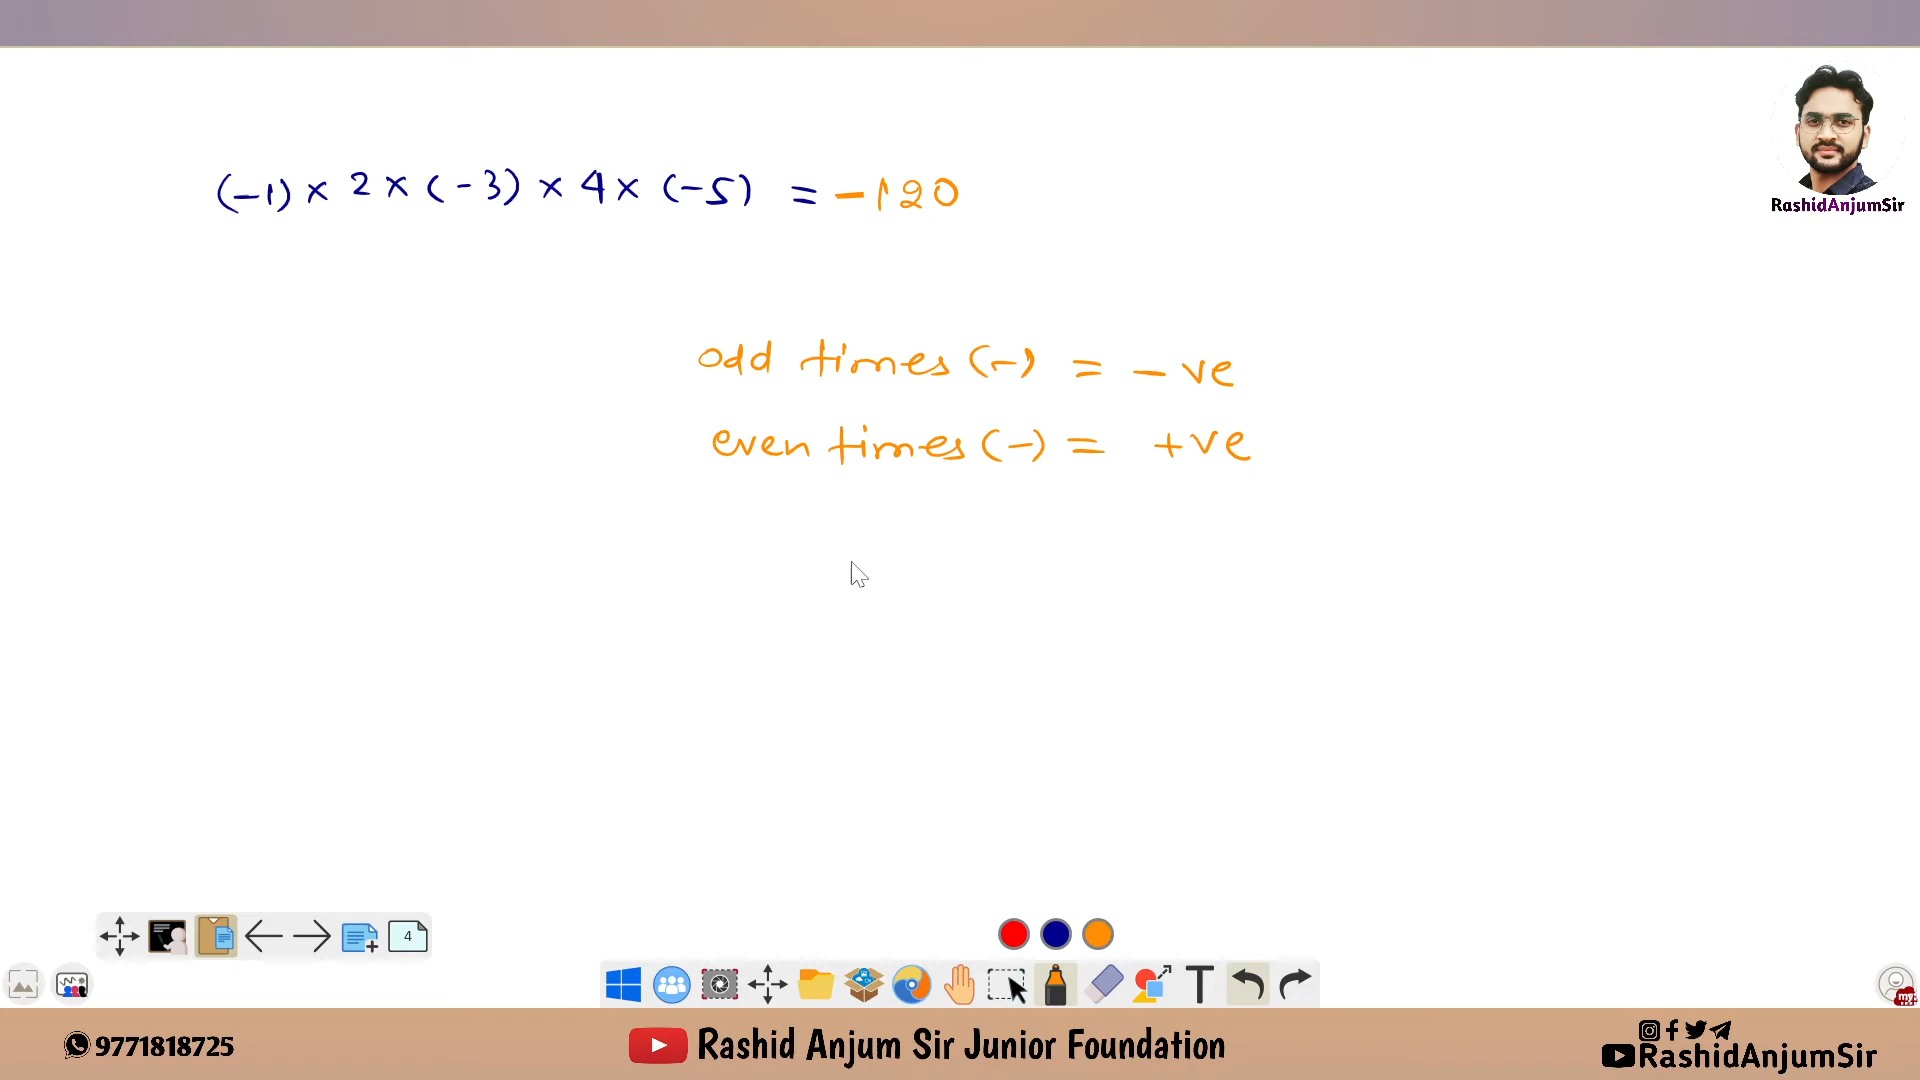 RashidAnjumSir
(-1) × 2 × (-3) × 4 × (-5) = -120
odd times (-) = - ve
even times (-) = +ve
4
9771818725
Rashid Anjum Sir Junior Foundation
RashidAnjumSir